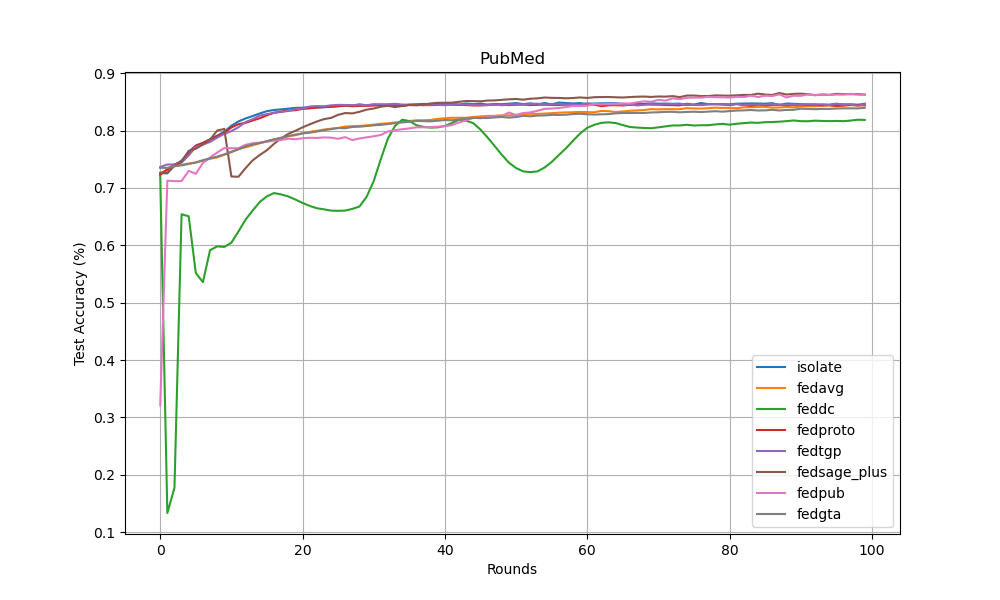 PubMed
Test Accuracy (%)
0.9
0.8
0.7
0.6
0.5
0.4
0.3
0.2
0.1
0 20 40 60 80 100
Rounds
isolate
fedavg
feddc
fedproto
fedtgp
fedsage_plus
fedpub
fedgta